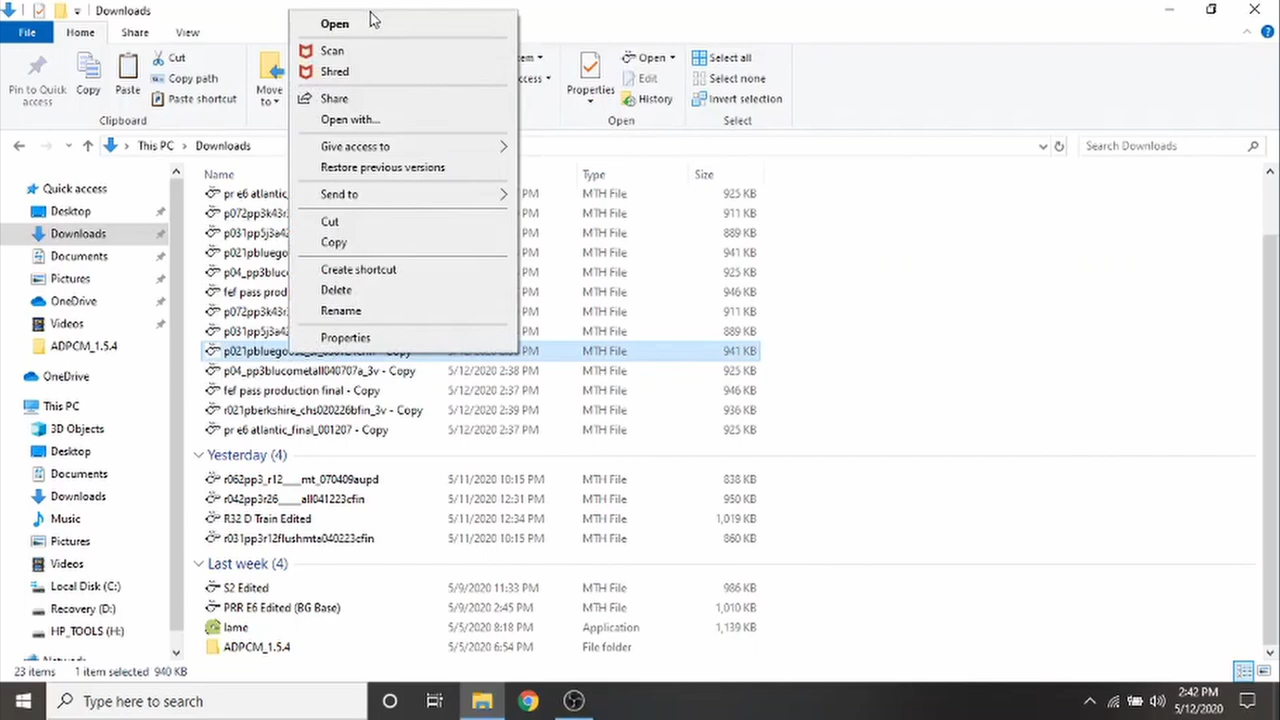 Downloads
File Home Share View
Pin to Quick access
Copy
Paste
Cut
Copy path
Paste shortcut
Clipboard
Move to
Properties
Open
Edit
History
Open
Select all
Select none
Invert selection
Select
Open
Scan
Shred
Share
Open with...
Give access to
Restore previous versions
Send to
Cut
Copy
Create shortcut
Delete
Rename
Properties
This PC Downloads
Search Downloads
Quick access
Desktop
Downloads
Documents
Pictures
OneDrive
Videos
ADPCM_1.5.4
OneDrive
This PC
3D Objects
Desktop
Documents
Downloads
Music
Pictures
Videos
Local Disk (C:)
Recovery (D:)
HP_TOOLS (H:)
Name Type Size
pr e6 atlantic_ PM MTH File 925 KB
p072pp3k43r. PM MTH File 911 KB
PM MTH File 889 KB
PM MTH File 941 KB
PM MTH File 925 KB
fef pass prod PM MTH File 946 KB
p072pp3k43r. PM MTH File 911 KB
PM MTH File 889 KB
Copy PM MTH File 941 KB
p04_pp3blucometall040707a_3v - Copy 5/12/2020 2:38 PM MTH File 925 KB
fef pass production final - Copy 5/12/2020 2:37 PM MTH File 946 KB
r021pberkshire_chs020226bfin_3v - Copy 5/12/2020 2:39 PM MTH File 936 KB
pr e6 atlantic_final_001207 - Copy 5/12/2020 2:37 PM MTH File 925 KB
Yesterday (4)
r062pp3_r12____mt_070409aupd 5/11/2020 10:15 PM MTH File 838 KB
r042pp3r26____all041223cfin 5/11/2020 12:31 PM MTH File 950 KB
R32 D Train Edited 5/11/2020 12:34 PM MTH File 1,019 KB
r031pp3r12flushmta040223cfin 5/11/2020 10:15 PM MTH File 860 KB
Last week (4)
S2 Edited 5/9/2020 11:33 PM MTH File 986 KB
PRR E6 Edited (BG Base) 5/9/2020 2:45 PM MTH File 1,010 KB
lame 5/5/2020 8:18 PM Application 1,139 KB
ADPCM_1.5.4 5/5/2020 6:54 PM File folder
23 items 1 item selected 940 KB
Type here to search
2:42 PM
5/12/2020